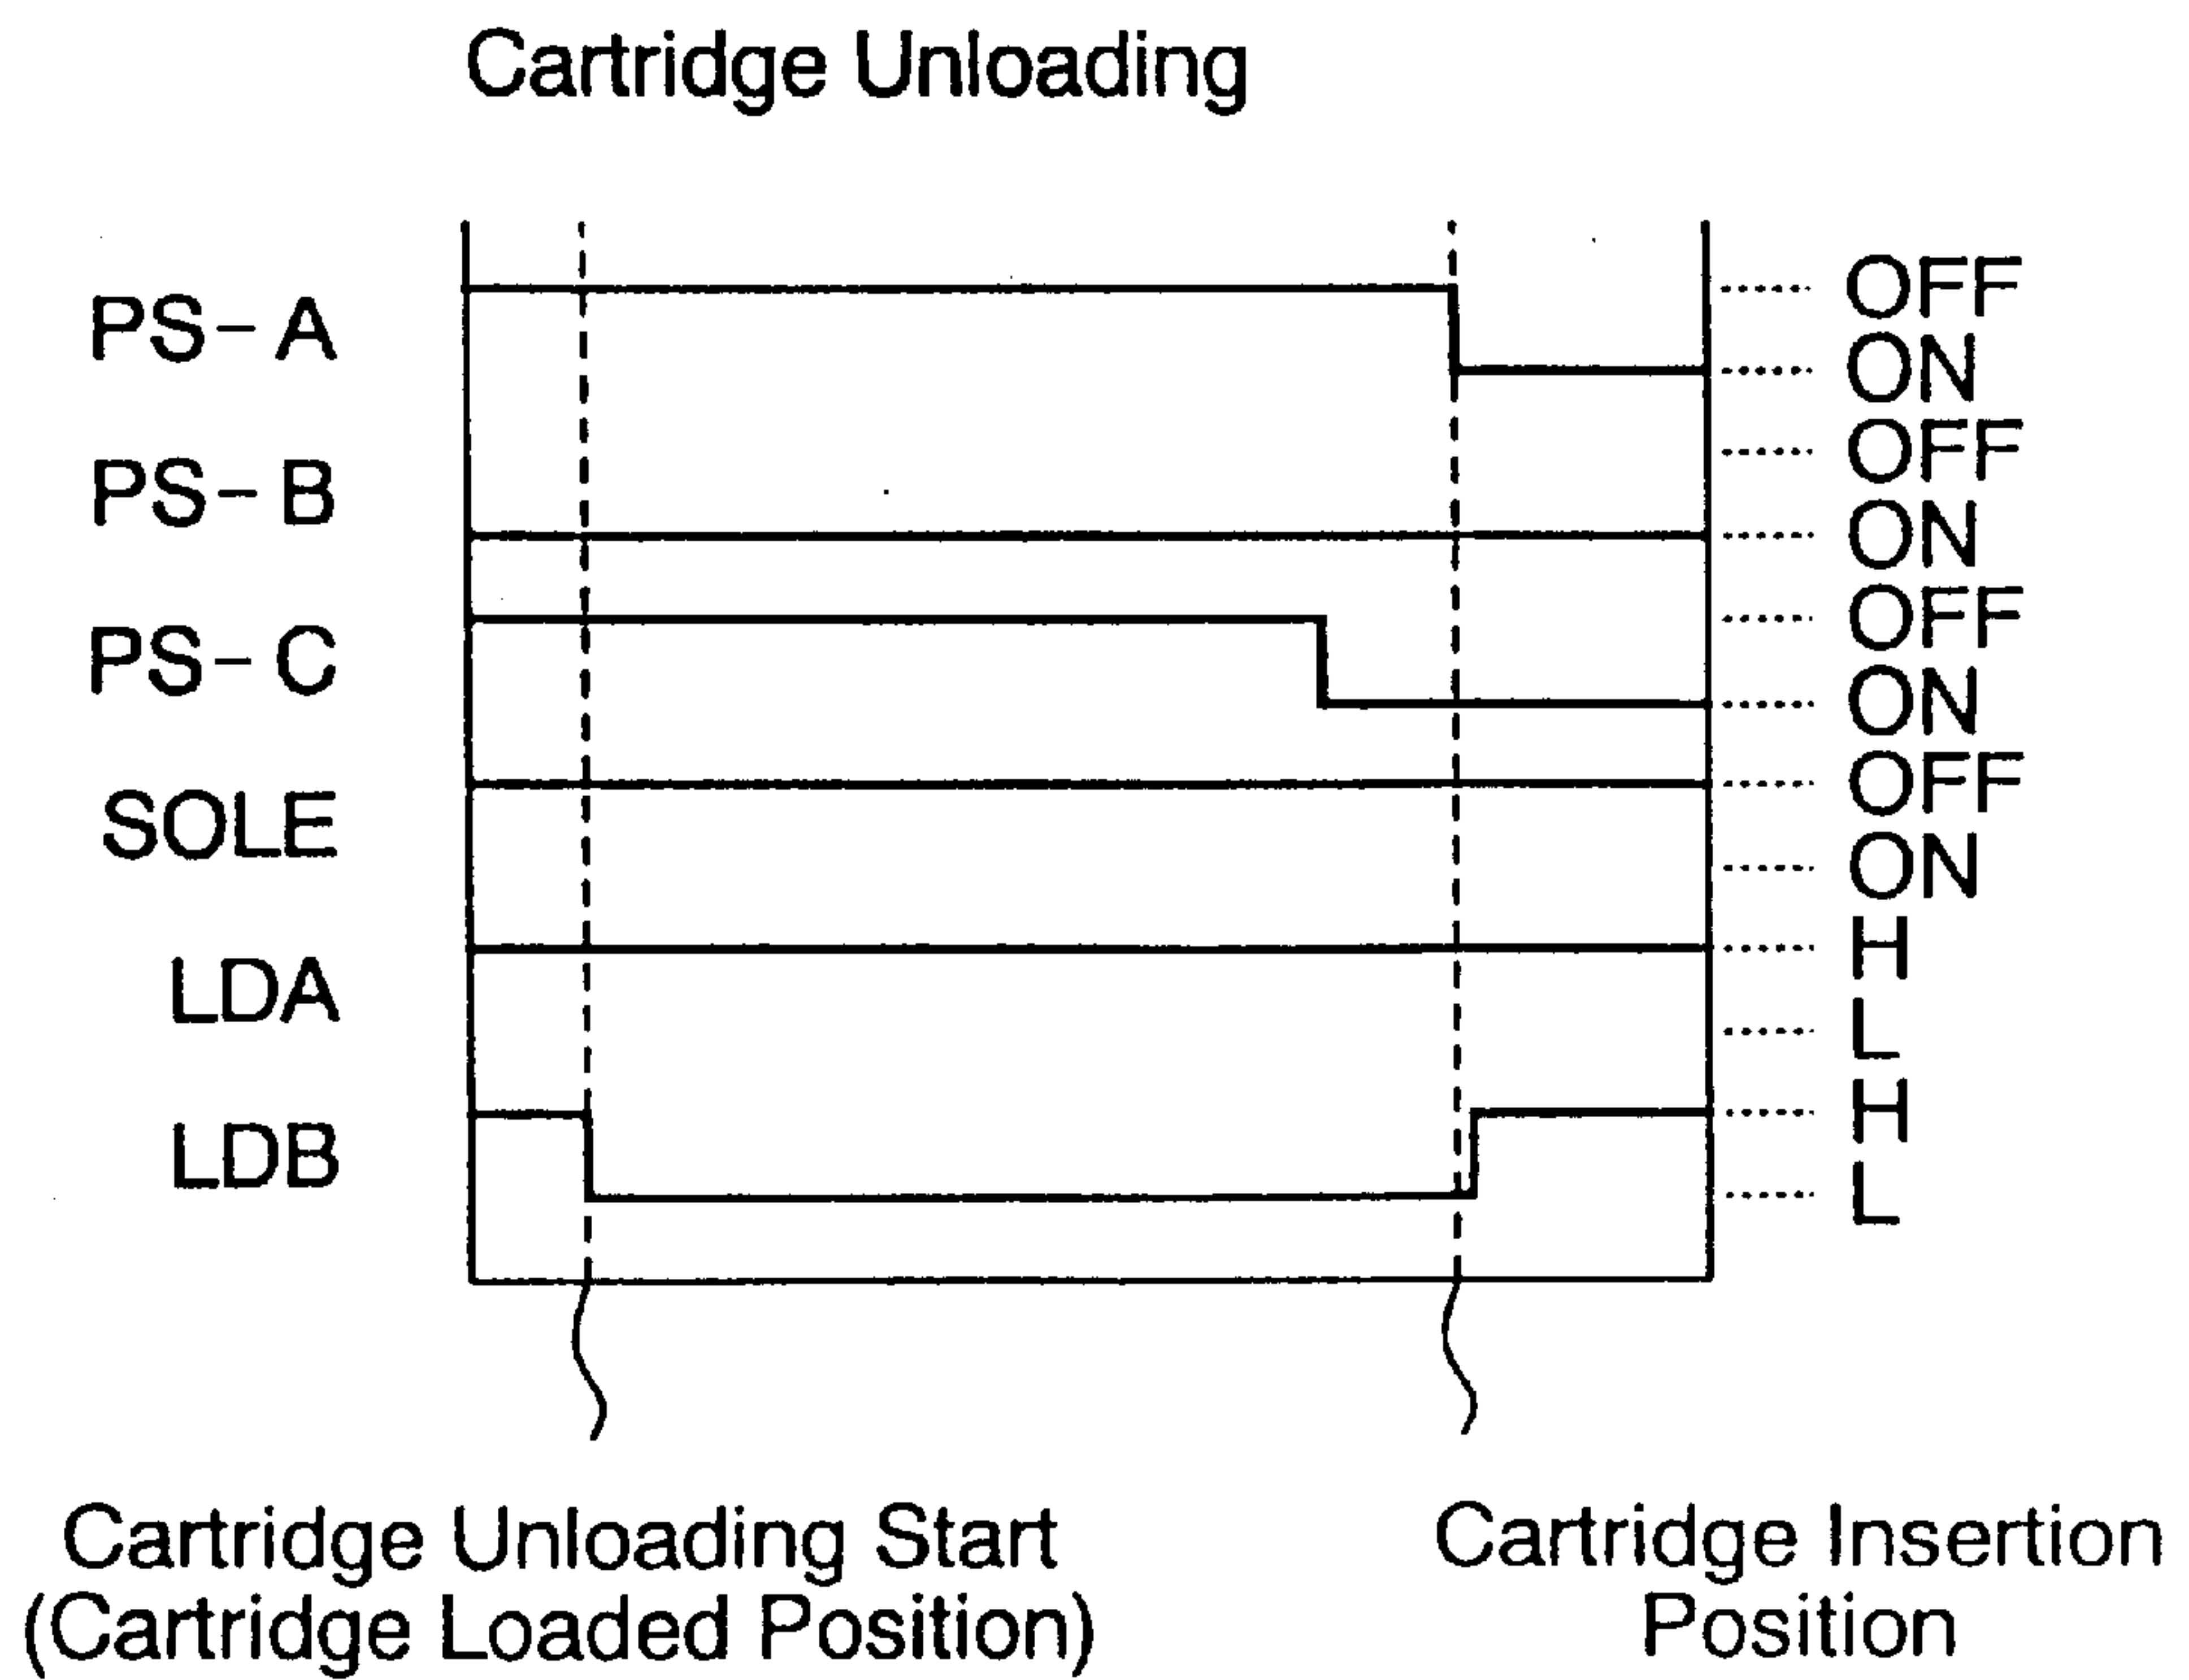 Cartridge Unloading
PS-A
OFF
ON
PS-B
OFF
ON
PS-C
OFF
ON
SOLE
OFF
ON
LDA
H
L
LDB
H
L
Cartridge Unloading Start
(Cartridge Loaded Position)
Cartridge Insertion
Position